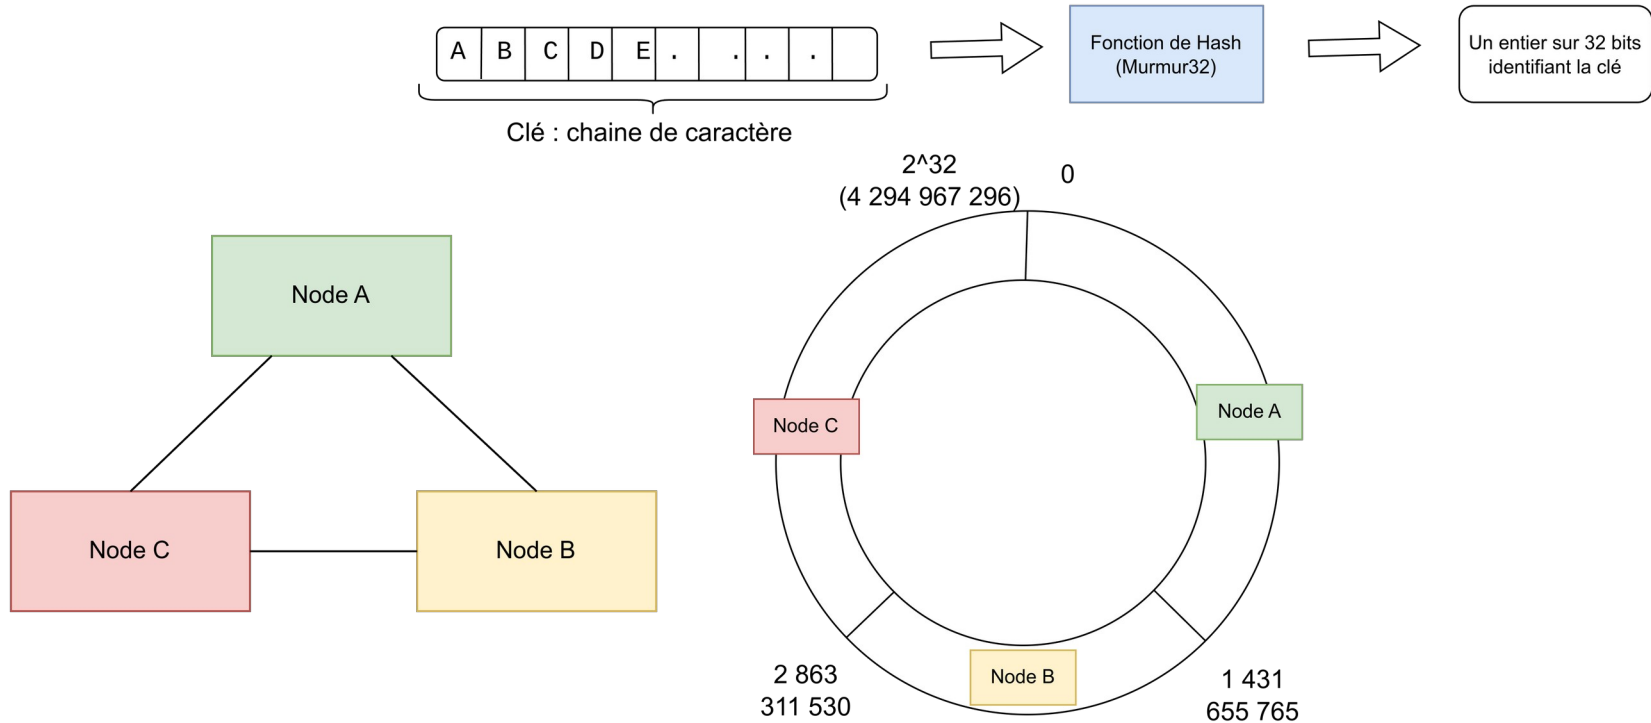 A B C D E . . . .
Fonction de Hash
(Murmur32)
Un entier sur 32 bits
identifiant la clé
Clé : chaine de caractère
2^32
(4 294 967 296)
0
Node A
Node C
Node B
Node C
Node A
Node B
2 863
311 530
1 431
655 765